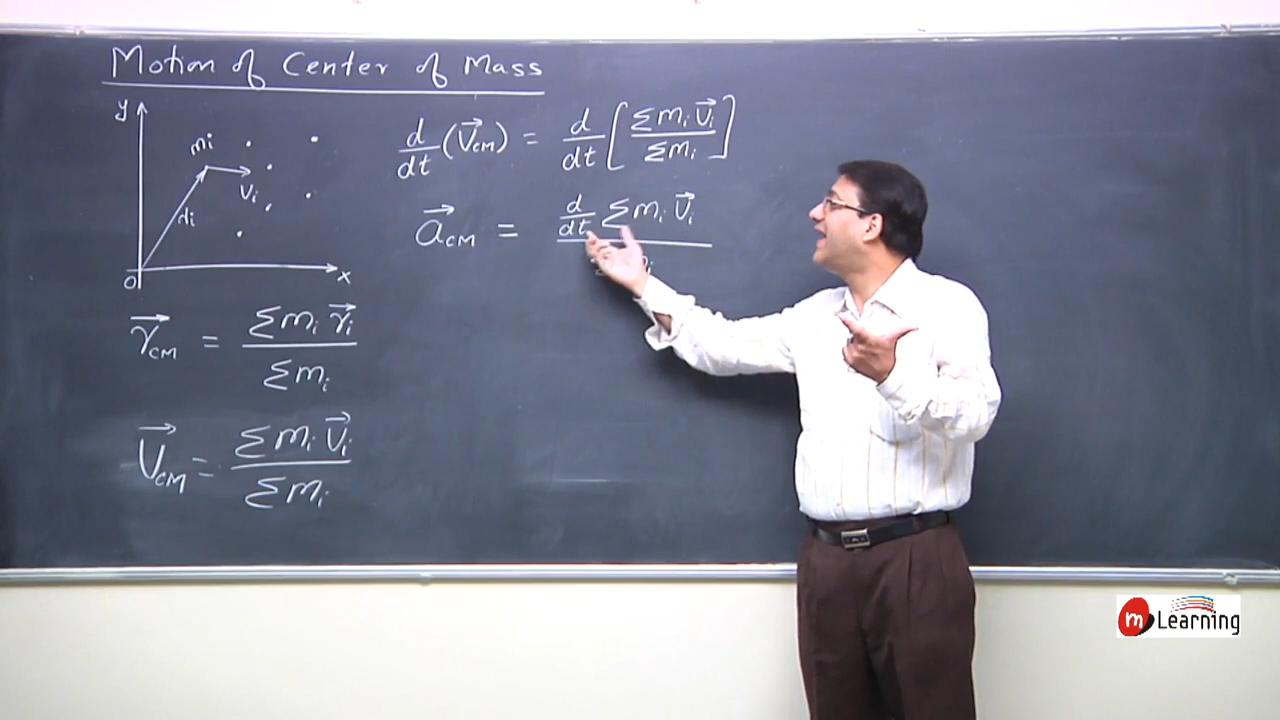 Motion of Center of Mass
y
mi
vi
di
O
x
r⃗CM = Σmi r⃗i / Σmi
V⃗CM = Σmi V⃗i / Σmi
d/dt (V⃗CM) = d/dt [Σmi V⃗i / Σmi]
a⃗CM = d/dt Σmi V⃗i
m Learning